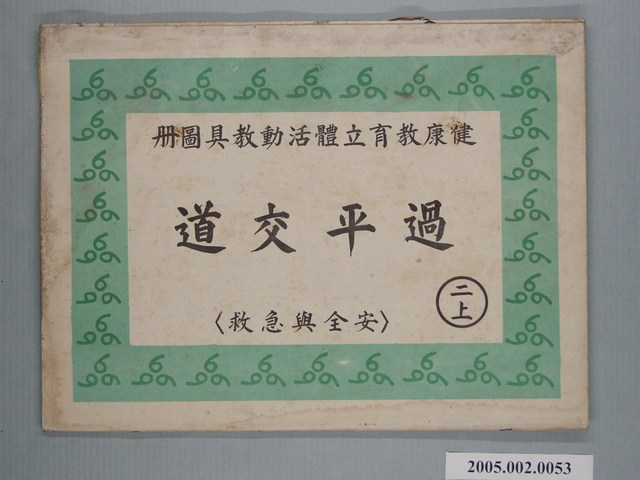 健康教育立體活動教具圖册
過平交道
二上
〈安全與急救〉
2005.002.0053